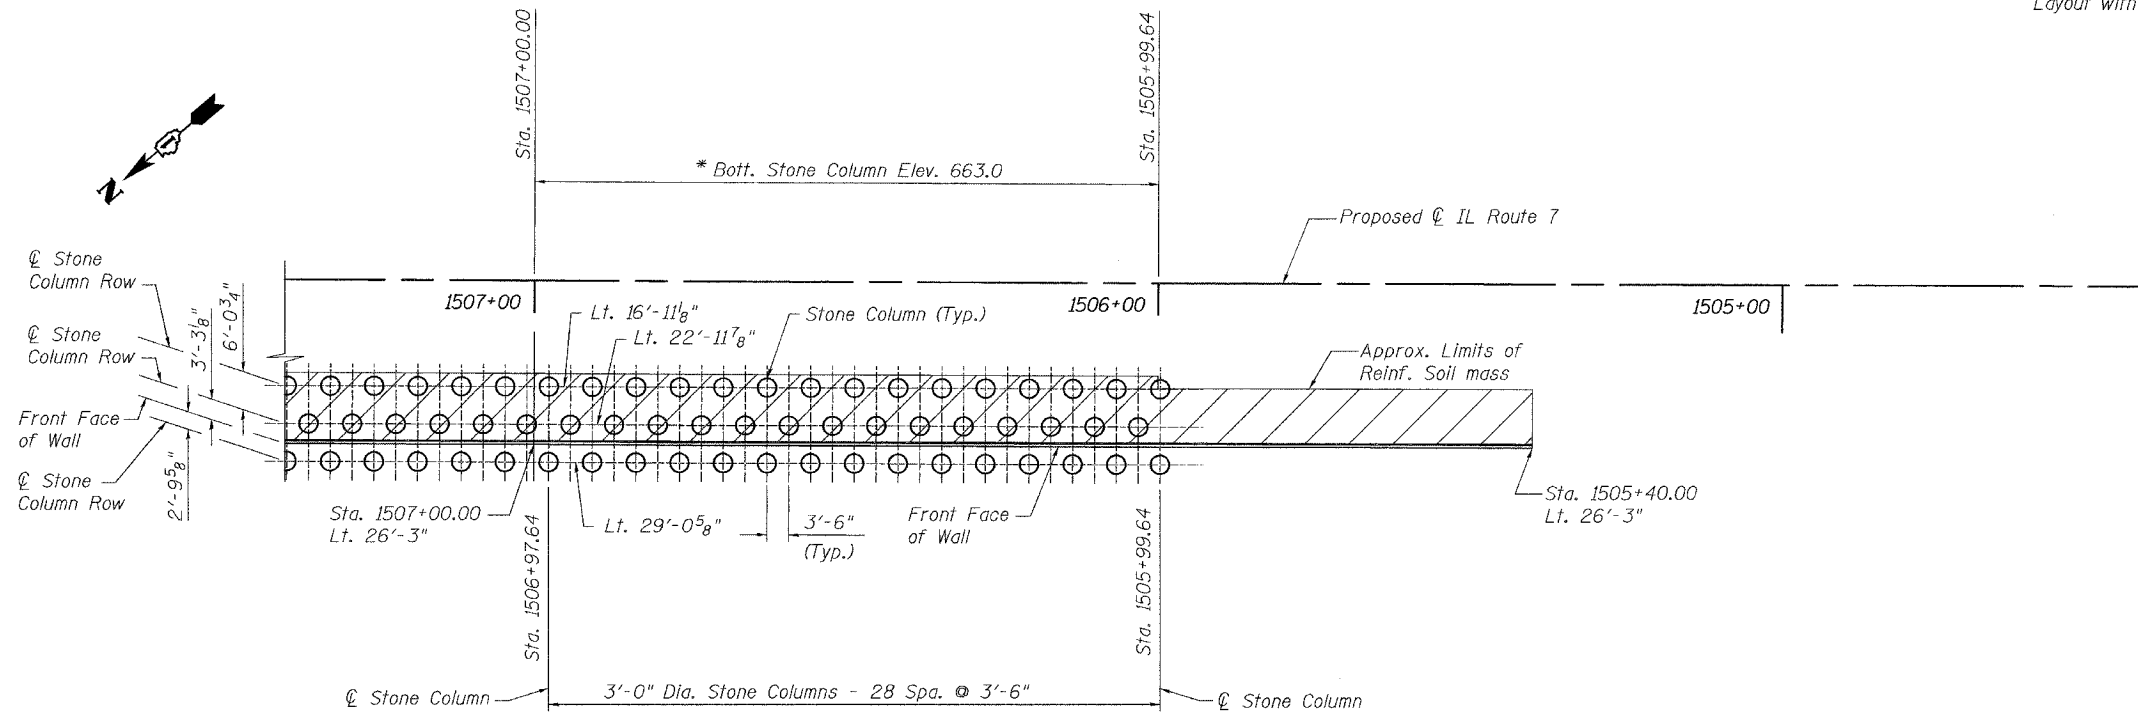 Layout with
Sta. 1507+00.00
Sta. 1505+99.64
* Bott. Stone Column Elev. 663.0
N
Proposed ℄ IL Route 7
℄ Stone
Column Row
℄ Stone
Column Row
Front Face
of Wall
℄ Stone
Column Row
6'-0¾"
3'-3⅛"
2'-9⅝"
1507+00
1506+00
1505+00
Lt. 16'-11⅛"
Lt. 22'-11⅞"
Stone Column (Typ.)
Approx. Limits of
Reinf. Soil mass
Sta. 1507+00.00
Lt. 26'-3"
Lt. 29'-0⅝"
3'-6"
(Typ.)
Front Face
of Wall
Sta. 1505+40.00
Lt. 26'-3"
Sta. 1506+97.64
Sta. 1505+99.64
℄ Stone Column
3'-0" Dia. Stone Columns - 28 Spa. @ 3'-6"
℄ Stone Column